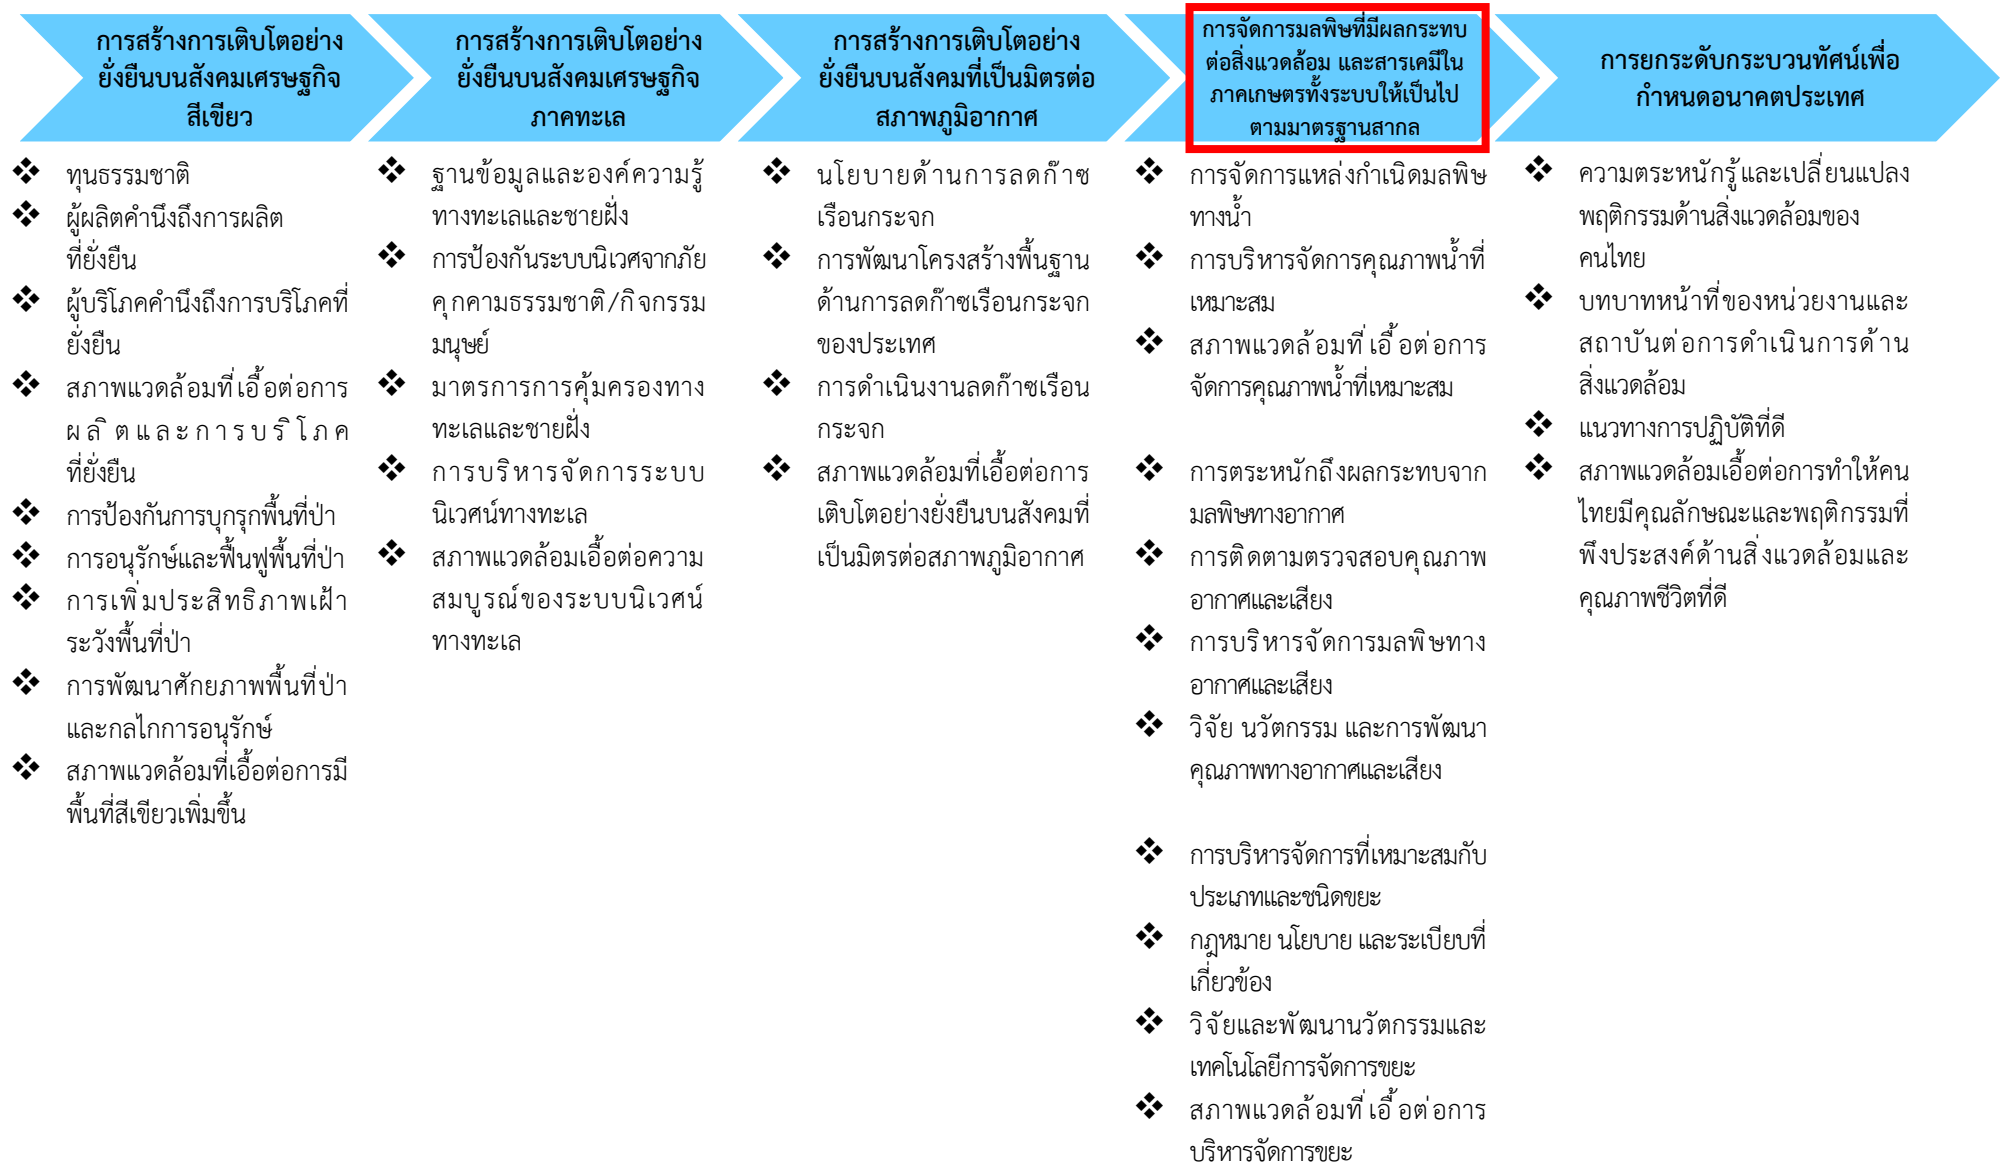 การสร้างการเติบโตอย่าง
ยั่งยืนบนสังคมเศรษฐกิจ
สีเขียว
การสร้างการเติบโตอย่าง
ยั่งยืนบนสังคมเศรษฐกิจ
ภาคทะเล
การสร้างการเติบโตอย่าง
ยั่งยืนบนสังคมที่เป็นมิตรต่อ
สภาพภูมิอากาศ
การจัดการมลพิษที่มีผลกระทบ
ต่อสิ่งแวดล้อม และสารเคมีใน
ภาคเกษตรทั้งระบบให้เป็นไป
ตามมาตรฐานสากล
การยกระดับกระบวนทัศน์เพื่อ
กำหนดอนาคตประเทศ
❖ ทุนธรรมชาติ
❖ ผู้ผลิตคำนึงถึงการผลิต
ที่ยั่งยืน
❖ ผู้บริโภคคำนึงถึงการบริโภคที่
ยั่งยืน
❖ สภาพแวดล้อมที่เอื้อต่อการ
ผลิตและการบริโภค
ที่ยั่งยืน
❖ การป้องกันการบุกรุกพื้นที่ป่า
❖ การอนุรักษ์และฟื้นฟูพื้นที่ป่า
❖ การเพิ่มประสิทธิภาพเฝ้า
ระวังพื้นที่ป่า
❖ การพัฒนาศักยภาพพื้นที่ป่า
และกลไกการอนุรักษ์
❖ สภาพแวดล้อมที่เอื้อต่อการมี
พื้นที่สีเขียวเพิ่มขึ้น
❖ ฐานข้อมูลและองค์ความรู้
ทางทะเลและชายฝั่ง
❖ การป้องกันระบบนิเวศจากภัย
คุกคามธรรมชาติ/กิจกรรม
มนุษย์
❖ มาตรการการคุ้มครองทาง
ทะเลและชายฝั่ง
❖ การบริหารจัดการระบบ
นิเวศน์ทางทะเล
❖ สภาพแวดล้อมเอื้อต่อความ
สมบูรณ์ของระบบนิเวศน์
ทางทะเล
❖ นโยบายด้านการลดก๊าซ
เรือนกระจก
❖ การพัฒนาโครงสร้างพื้นฐาน
ด้านการลดก๊าซเรือนกระจก
ของประเทศ
❖ การดำเนินงานลดก๊าซเรือน
กระจก
❖ สภาพแวดล้อมที่เอื้อต่อการ
เติบโตอย่างยั่งยืนบนสังคมที่
เป็นมิตรต่อสภาพภูมิอากาศ
❖ การจัดการแหล่งกำเนิดมลพิษ
ทางน้ำ
❖ การบริหารจัดการคุณภาพน้ำที่
เหมาะสม
❖ สภาพแวดล้อมที่เอื้อต่อการ
จัดการคุณภาพน้ำที่เหมาะสม
❖ การตระหนักถึงผลกระทบจาก
มลพิษทางอากาศ
❖ การติดตามตรวจสอบคุณภาพ
อากาศและเสียง
❖ การบริหารจัดการมลพิษทาง
อากาศและเสียง
❖ วิจัย นวัตกรรม และการพัฒนา
คุณภาพทางอากาศและเสียง
❖ การบริหารจัดการที่เหมาะสมกับ
ประเภทและชนิดขยะ
❖ กฎหมาย นโยบาย และระเบียบที่
เกี่ยวข้อง
❖ วิจัยและพัฒนานวัตกรรมและ
เทคโนโลยีการจัดการขยะ
❖ สภาพแวดล้อมที่เอื้อต่อการ
บริหารจัดการขยะ
❖ ความตระหนักรู้และเปลี่ยนแปลง
พฤติกรรมด้านสิ่งแวดล้อมของ
คนไทย
❖ บทบาทหน้าที่ของหน่วยงานและ
สถาบันต่อการดำเนินการด้าน
สิ่งแวดล้อม
❖ แนวทางการปฏิบัติที่ดี
❖ สภาพแวดล้อมเอื้อต่อการทำให้คน
ไทยมีคุณลักษณะและพฤติกรรมที่
พึงประสงค์ด้านสิ่งแวดล้อมและ
คุณภาพชีวิตที่ดี